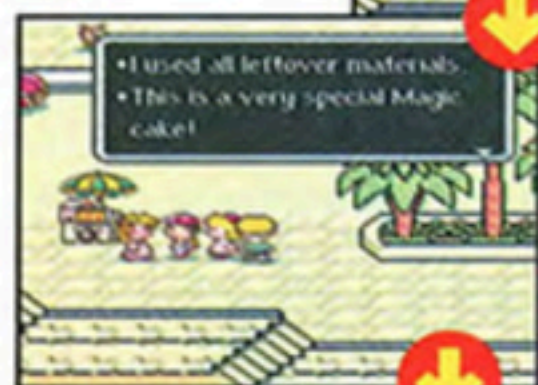 •I used all leftover materials.
•This is a very special Magic
cake!